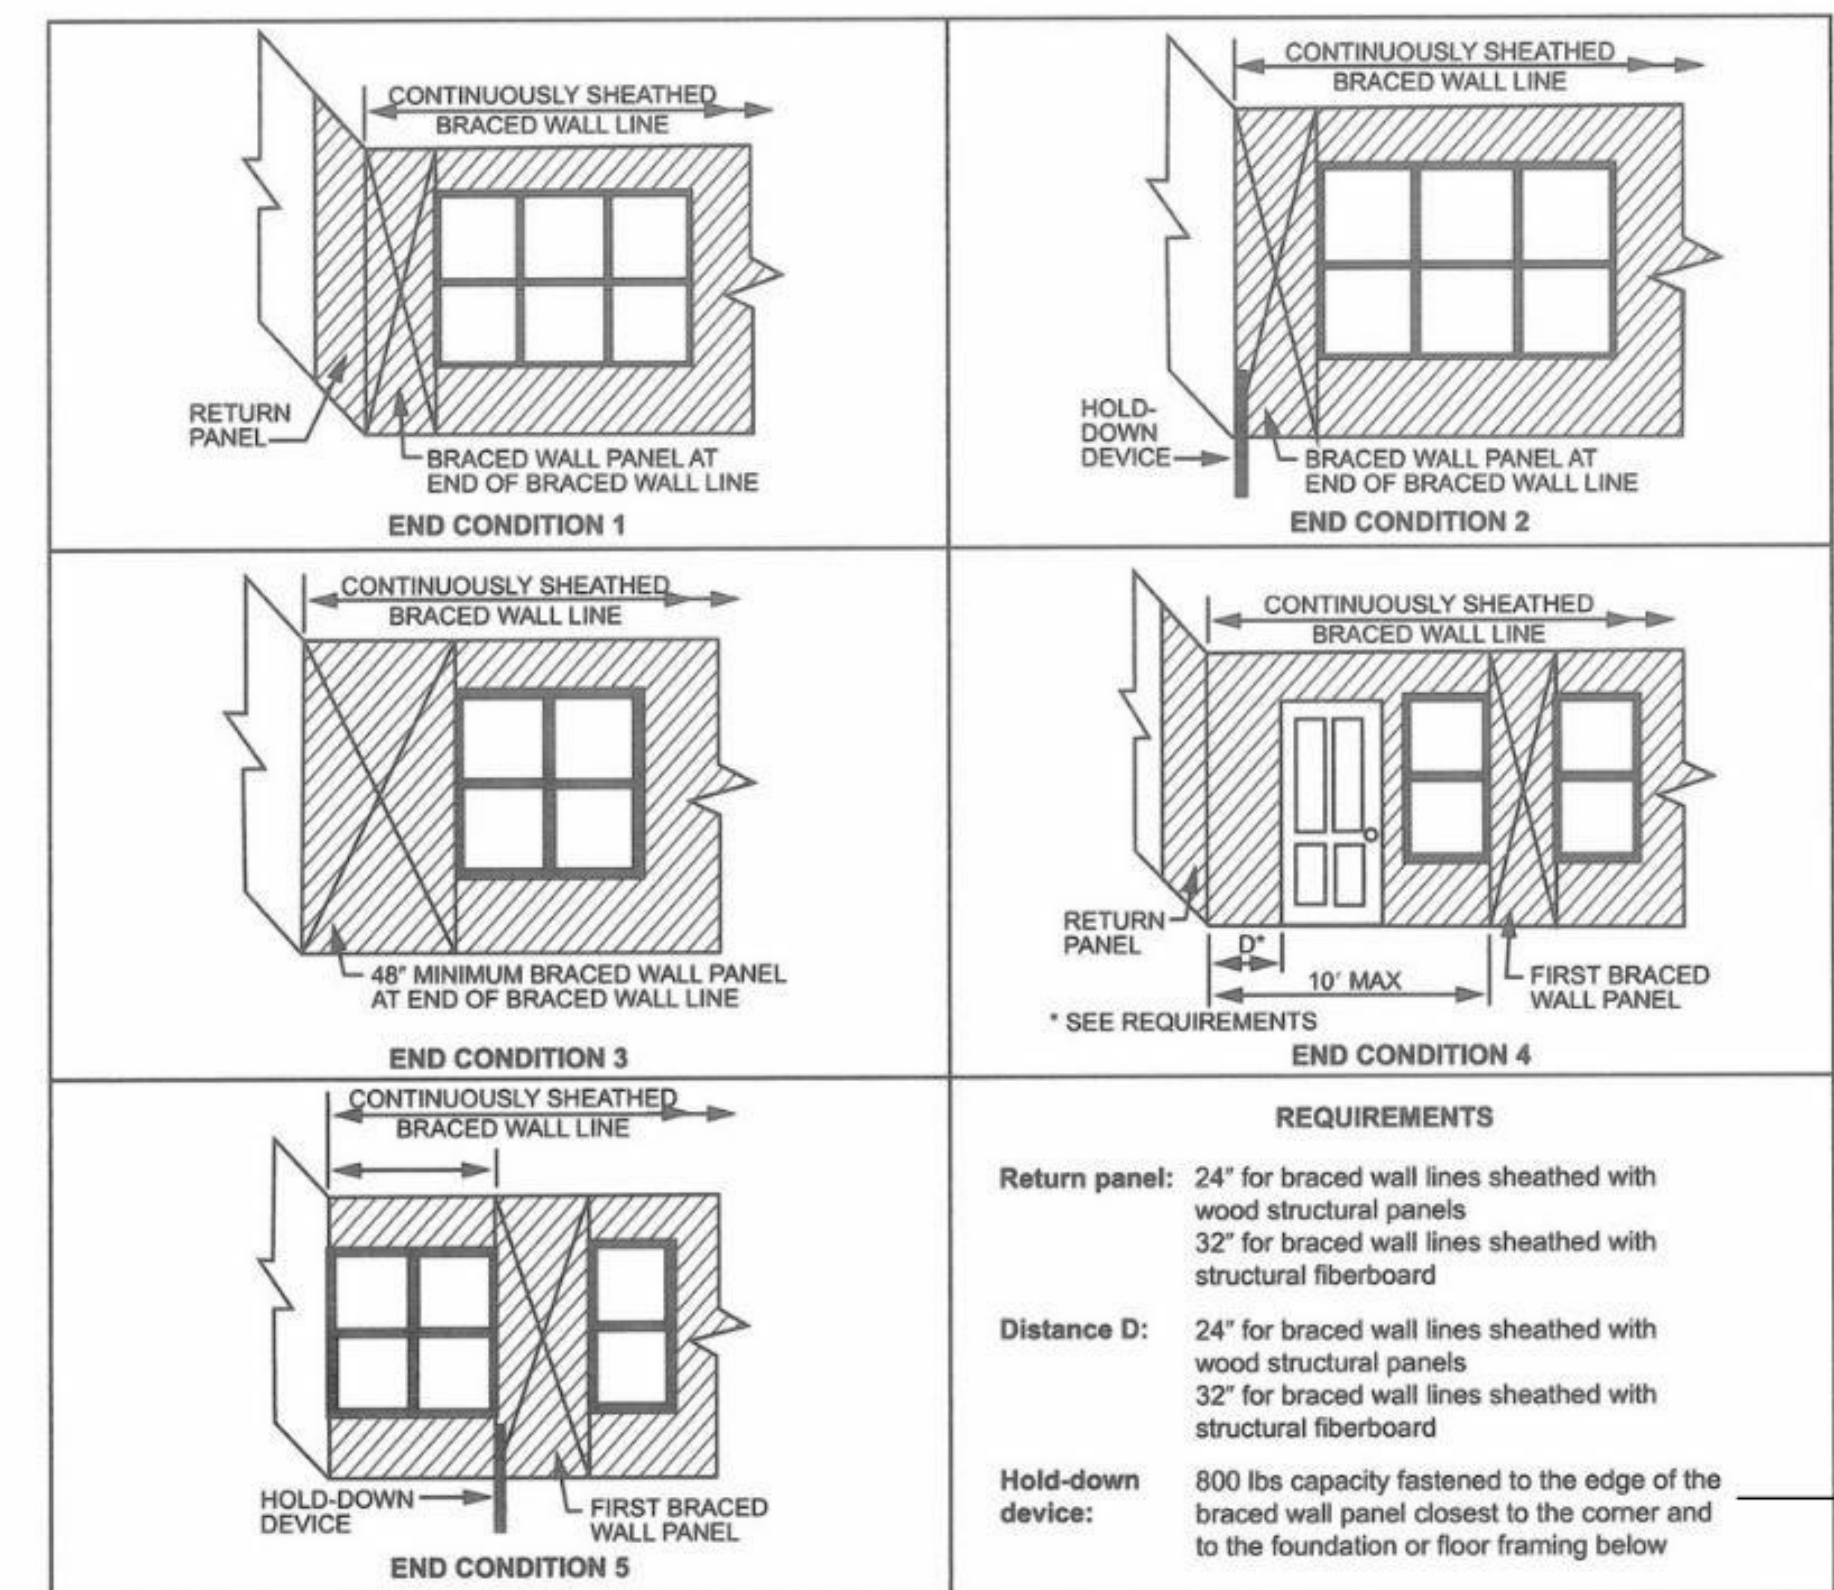 CONTINUOUSLY SHEATHED
BRACED WALL LINE
RETURN
PANEL
BRACED WALL PANEL AT
END OF BRACED WALL LINE
END CONDITION 1
CONTINUOUSLY SHEATHED
BRACED WALL LINE
HOLD-
DOWN
DEVICE
BRACED WALL PANEL AT
END OF BRACED WALL LINE
END CONDITION 2
CONTINUOUSLY SHEATHED
BRACED WALL LINE
48" MINIMUM BRACED WALL PANEL
AT END OF BRACED WALL LINE
END CONDITION 3
CONTINUOUSLY SHEATHED
BRACED WALL LINE
RETURN
PANEL
D*
10' MAX
FIRST BRACED
WALL PANEL
* SEE REQUIREMENTS
END CONDITION 4
CONTINUOUSLY SHEATHED
BRACED WALL LINE
HOLD-DOWN
DEVICE
FIRST BRACED
WALL PANEL
END CONDITION 5
REQUIREMENTS
Return panel: 24" for braced wall lines sheathed with
wood structural panels
32" for braced wall lines sheathed with
structural fiberboard
Distance D: 24" for braced wall lines sheathed with
wood structural panels
32" for braced wall lines sheathed with
structural fiberboard
Hold-down 800 lbs capacity fastened to the edge of the
device: braced wall panel closest to the corner and
to the foundation or floor framing below